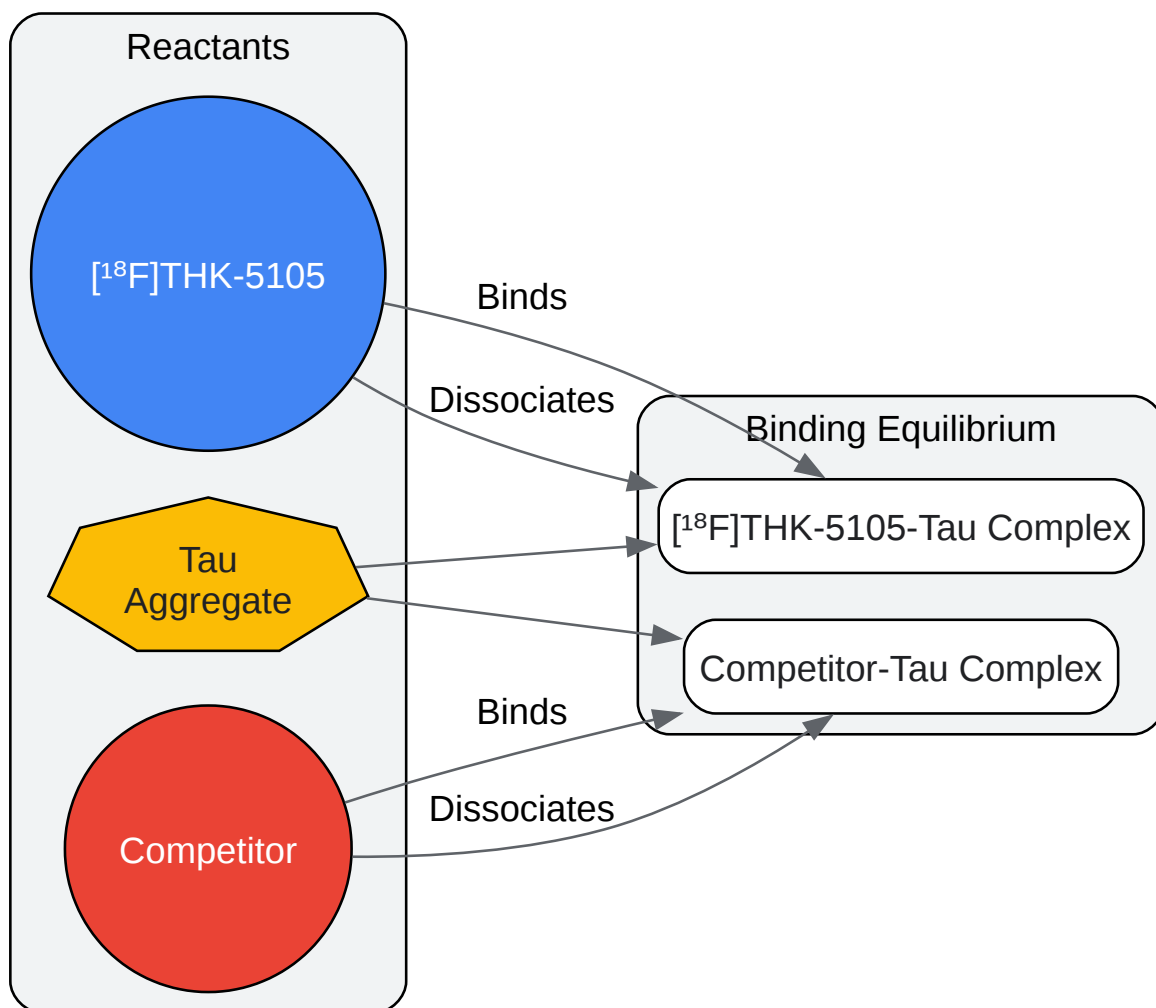 Reactants
[¹⁸F]THK-5105
Binds
Dissociates
Binding Equilibrium
[¹⁸F]THK-5105-Tau Complex
Tau
Aggregate
Competitor-Tau Complex
Binds
Dissociates
Competitor